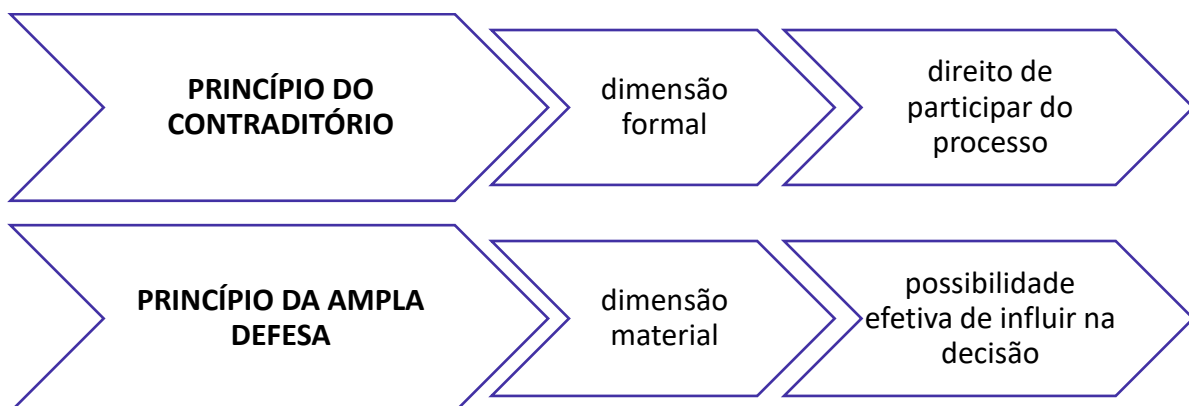 PRINCÍPIO DO
CONTRADITÓRIO
dimensão
formal
direito de
participar do
processo
PRINCÍPIO DA AMPLA
DEFESA
dimensão
material
possibilidade
efetiva de influir na
decisão